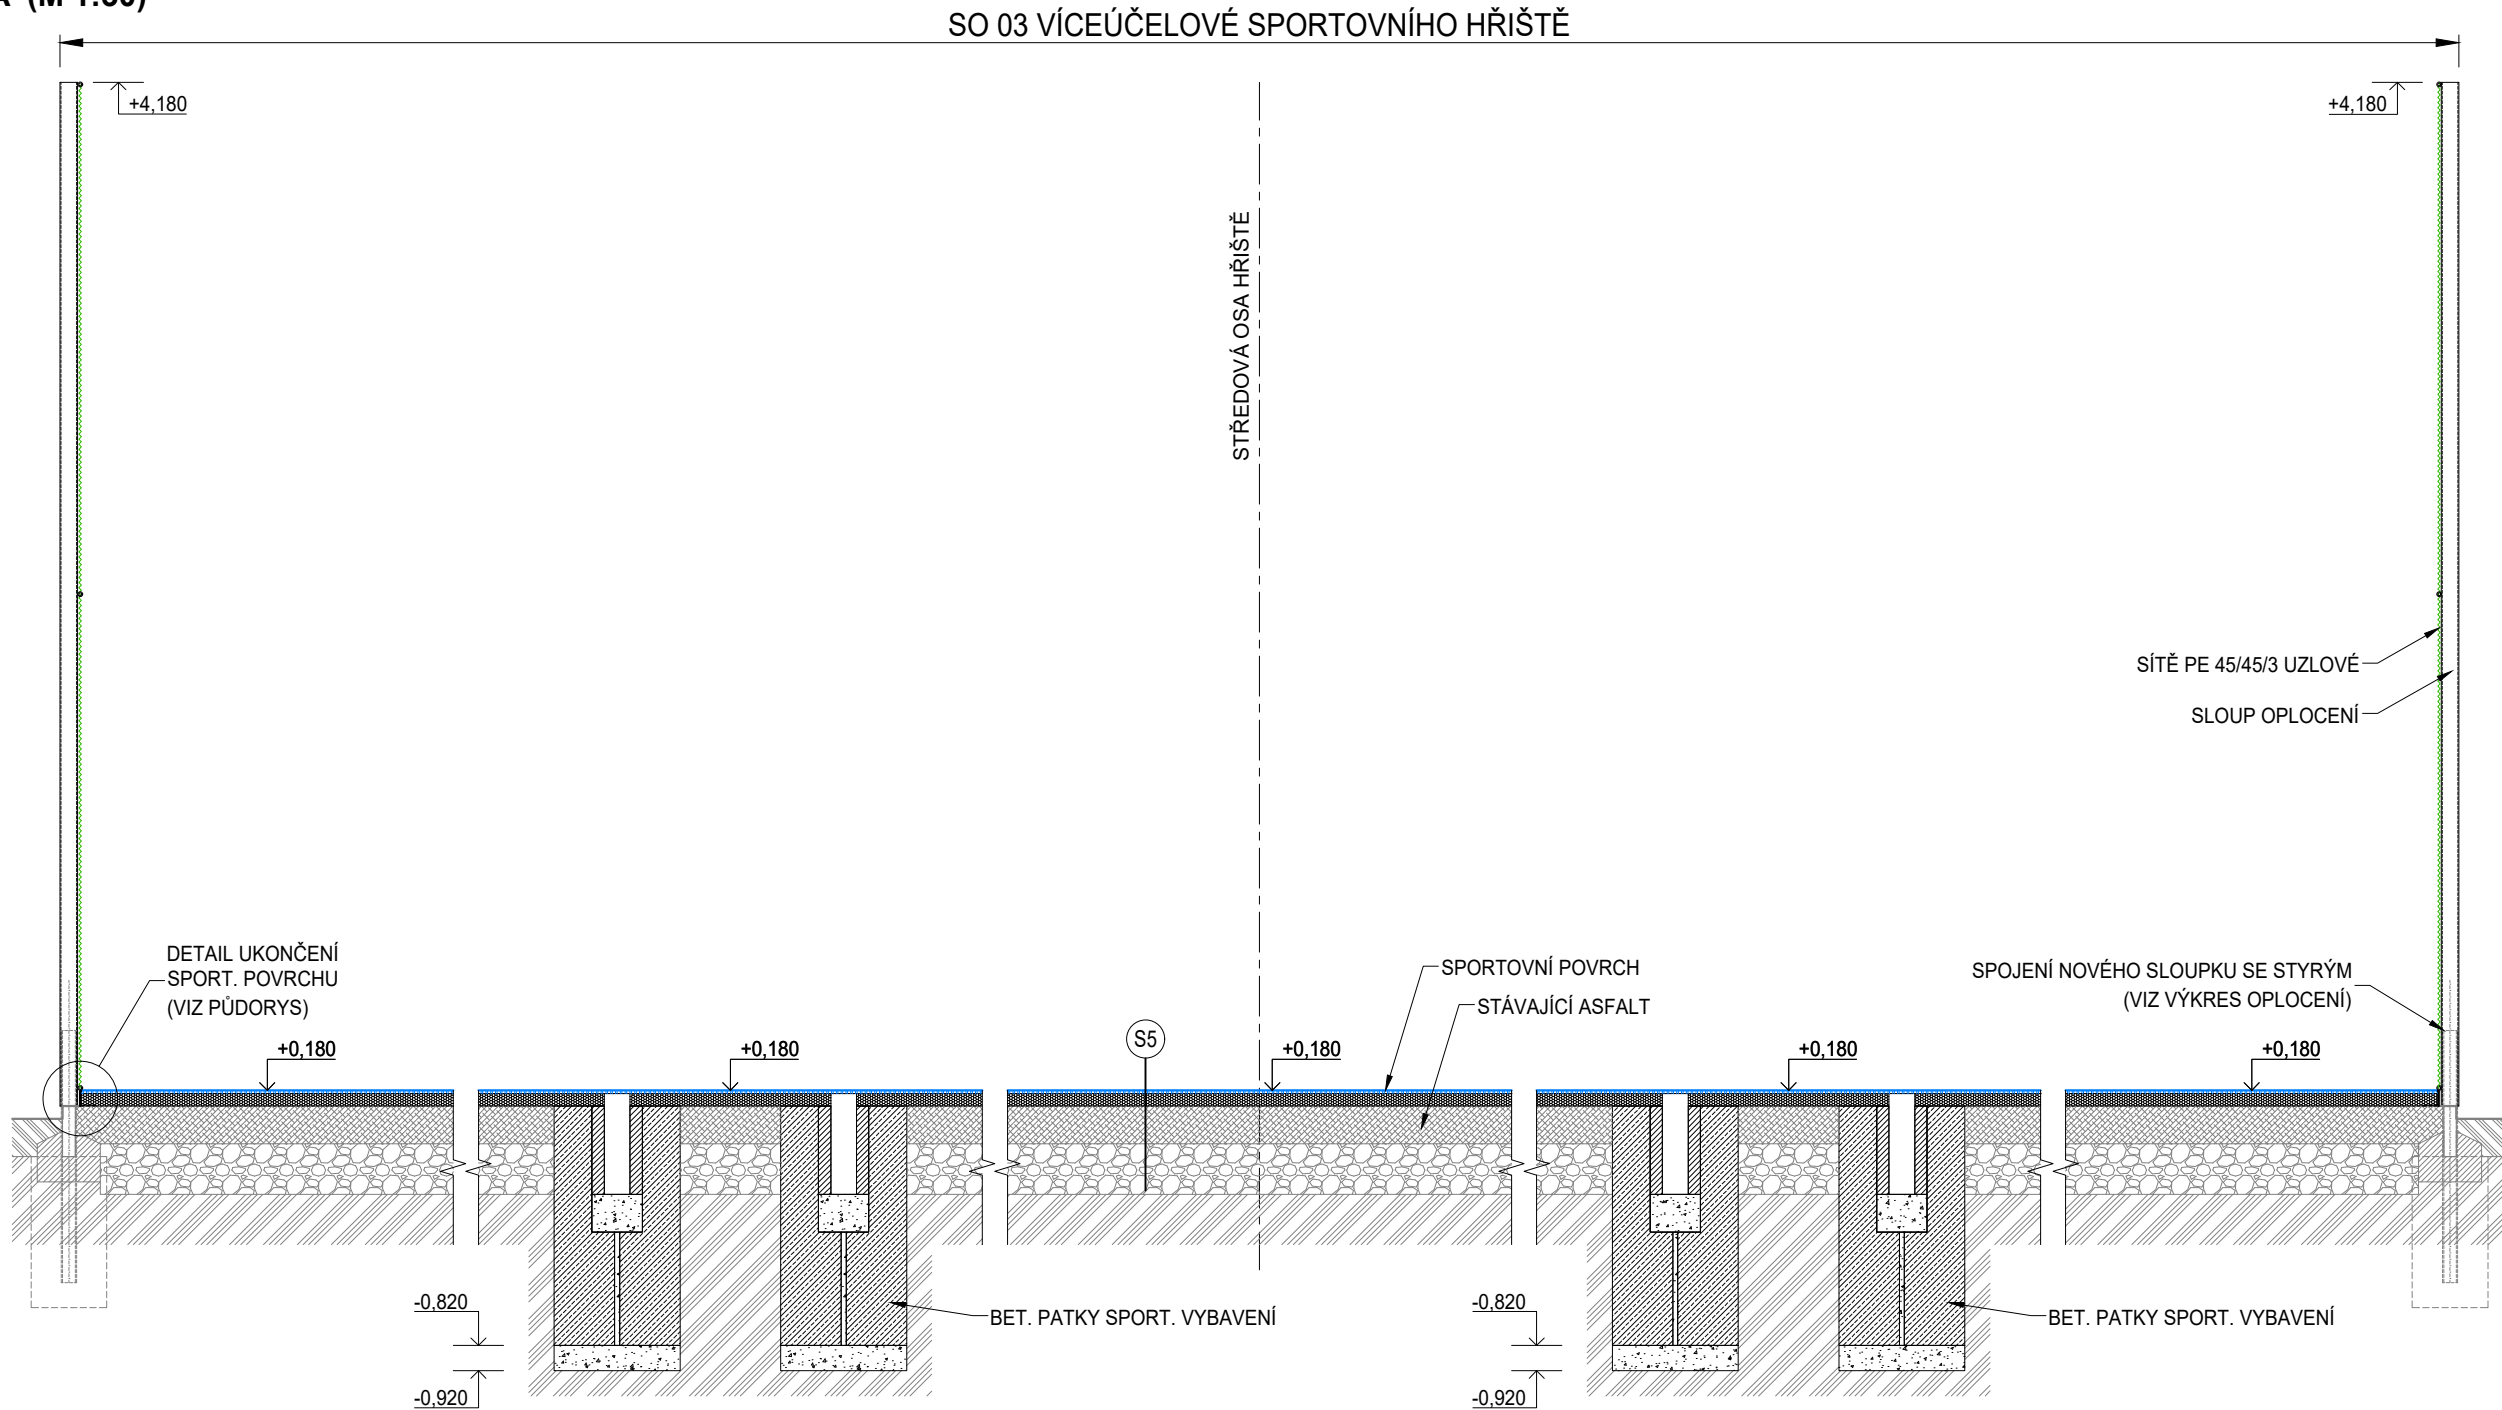 SO 03 VÍCEÚČELOVÉ SPORTOVNÍHO HŘIŠTĚ
+4,180
+4,180
STŘEDOVÁ OSA HŘIŠTĚ
SÍTĚ PE 45/45/3 UZLOVÉ
SLOUP OPLOCENÍ
DETAIL UKONČENÍ
SPORT. POVRCHU
(VIZ PŮDORYS)
SPORTOVNÍ POVRCH
STÁVAJÍCÍ ASFALT
SPOJENÍ NOVÉHO SLOUPKU SE STYRÝM
(VIZ VÝKRES OPLOCENÍ)
S5
+0,180
+0,180
+0,180
+0,180
+0,180
-0,820
-0,820
BET. PATKY SPORT. VYBAVENÍ
BET. PATKY SPORT. VYBAVENÍ
-0,920
-0,920